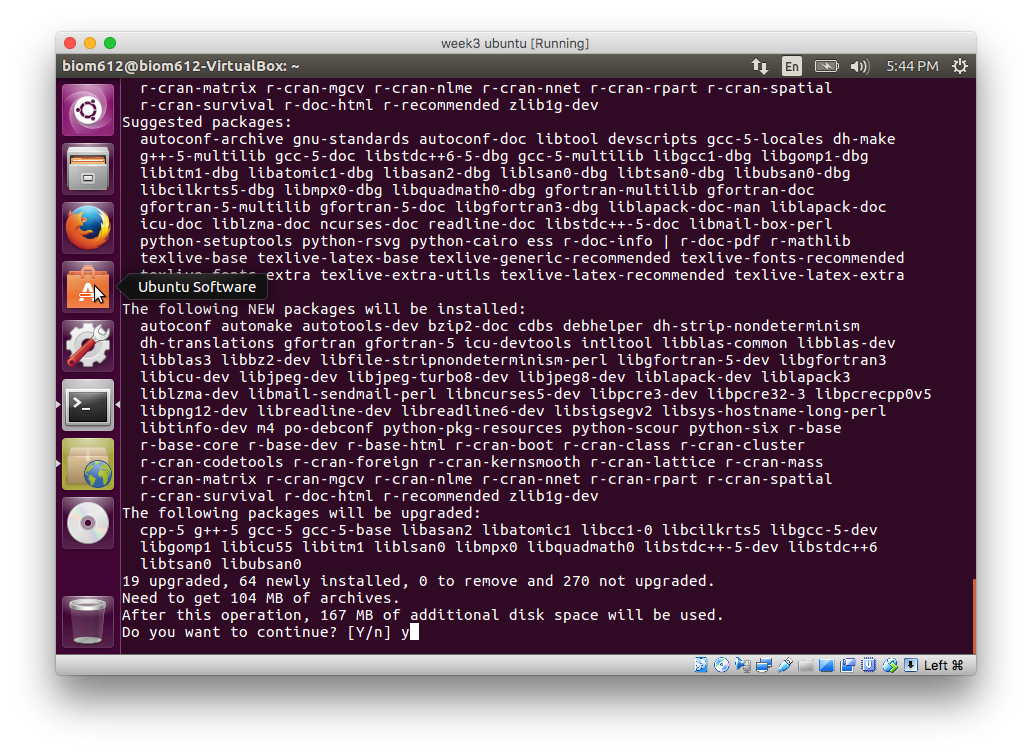 week3 ubuntu [Running]
biom612@biom612-VirtualBox: ~
En
5:44 PM
r-cran-matrix r-cran-mgcv r-cran-nlme r-cran-nnet r-cran-rpart r-cran-spatial
r-cran-survival r-doc-html r-recommended zlib1g-dev
Suggested packages:
autoconf-archive gnu-standards autoconf-doc libtool devscripts gcc-5-locales dh-make
g++-5-multilib gcc-5-doc libstdc++6-5-dbg gcc-5-multilib libgcc1-dbg libgomp1-dbg
libitm1-dbg libatomic1-dbg libasan2-dbg liblsan0-dbg libtsan0-dbg libubsan0-dbg
libcilkrts5-dbg libmpx0-dbg libquadmath0-dbg gfortran-multilib gfortran-doc
gfortran-5-multilib gfortran-5-doc libgfortran3-dbg liblapack-doc-man liblapack-doc
icu-doc liblzma-doc ncurses-doc readline-doc libstdc++-5-doc libmail-box-perl
python-setuptools python-rsvg python-cairo ess r-doc-info | r-doc-pdf r-mathlib
texlive-base texlive-latex-base texlive-generic-recommended texlive-fonts-recommended
texlive-fonts-extra texlive-extra-utils texlive-latex-recommended texlive-latex-extra
Ubuntu Software
The following NEW packages will be installed:
autoconf automake autotools-dev bzip2-doc cdbs debhelper dh-strip-nondeterminism
dh-translations gfortran gfortran-5 icu-devtools intltool libblas-common libblas-dev
libblas3 libbz2-dev libfile-stripnondeterminism-perl libgfortran-5-dev libgfortran3
libicu-dev libjpeg-dev libjpeg-turbo8-dev libjpeg8-dev liblapack-dev liblapack3
liblzma-dev libmail-sendmail-perl libncurses5-dev libpcre3-dev libpcre32-3 libpcrecpp0v5
libpng12-dev libreadline-dev libreadline6-dev libsigsegv2 libsys-hostname-long-perl
libtinfo-dev m4 po-debconf python-pkg-resources python-scour python-six r-base
r-base-core r-base-dev r-base-html r-cran-boot r-cran-class r-cran-cluster
r-cran-codetools r-cran-foreign r-cran-kernsmooth r-cran-lattice r-cran-mass
r-cran-matrix r-cran-mgcv r-cran-nlme r-cran-nnet r-cran-rpart r-cran-spatial
r-cran-survival r-doc-html r-recommended zlib1g-dev
The following packages will be upgraded:
cpp-5 g++-5 gcc-5 gcc-5-base libasan2 libatomic1 libcc1-0 libcilkrts5 libgcc-5-dev
libgomp1 libicu55 libitm1 liblsan0 libmpx0 libquadmath0 libstdc++-5-dev libstdc++6
libtsan0 libubsan0
19 upgraded, 64 newly installed, 0 to remove and 270 not upgraded.
Need to get 104 MB of archives.
After this operation, 167 MB of additional disk space will be used.
Do you want to continue? [Y/n] y
Left ⌘